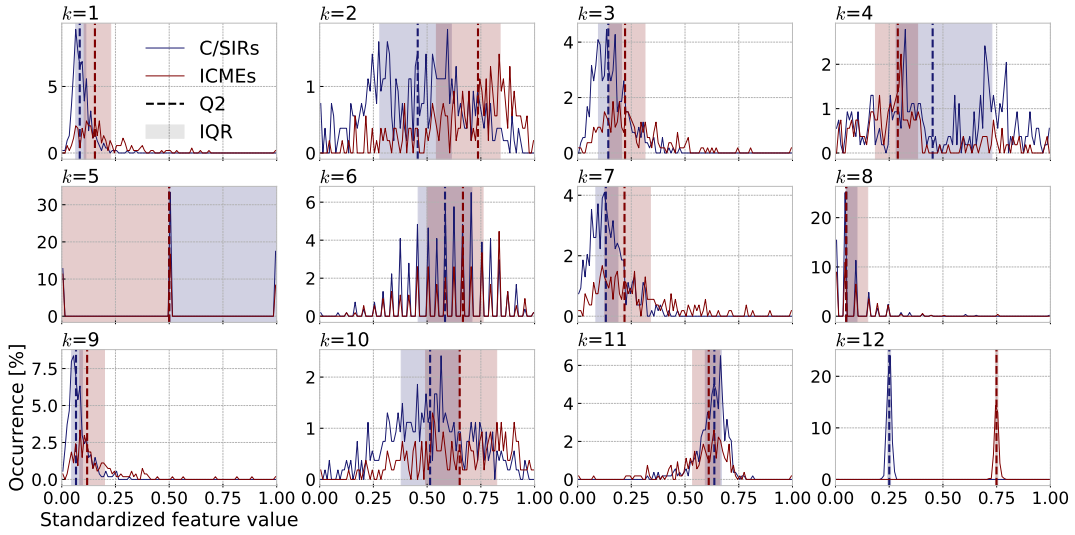 k=1
k=2
k=3
k=4
C/SIRs
ICMEs
Q2
IQR
5
0
1
0
4
2
0
2
1
0
k=5
k=6
k=7
k=8
30
20
10
0
6
4
2
0
4
2
0
20
10
0
k=9
k=10
k=11
k=12
Occurrence [%]
7.5
5.0
2.5
0.0
2
1
0
6
4
2
0
20
10
0
0.00 0.25 0.50 0.75 1.00
0.00 0.25 0.50 0.75 1.00
0.00 0.25 0.50 0.75 1.00
0.00 0.25 0.50 0.75 1.00
Standardized feature value